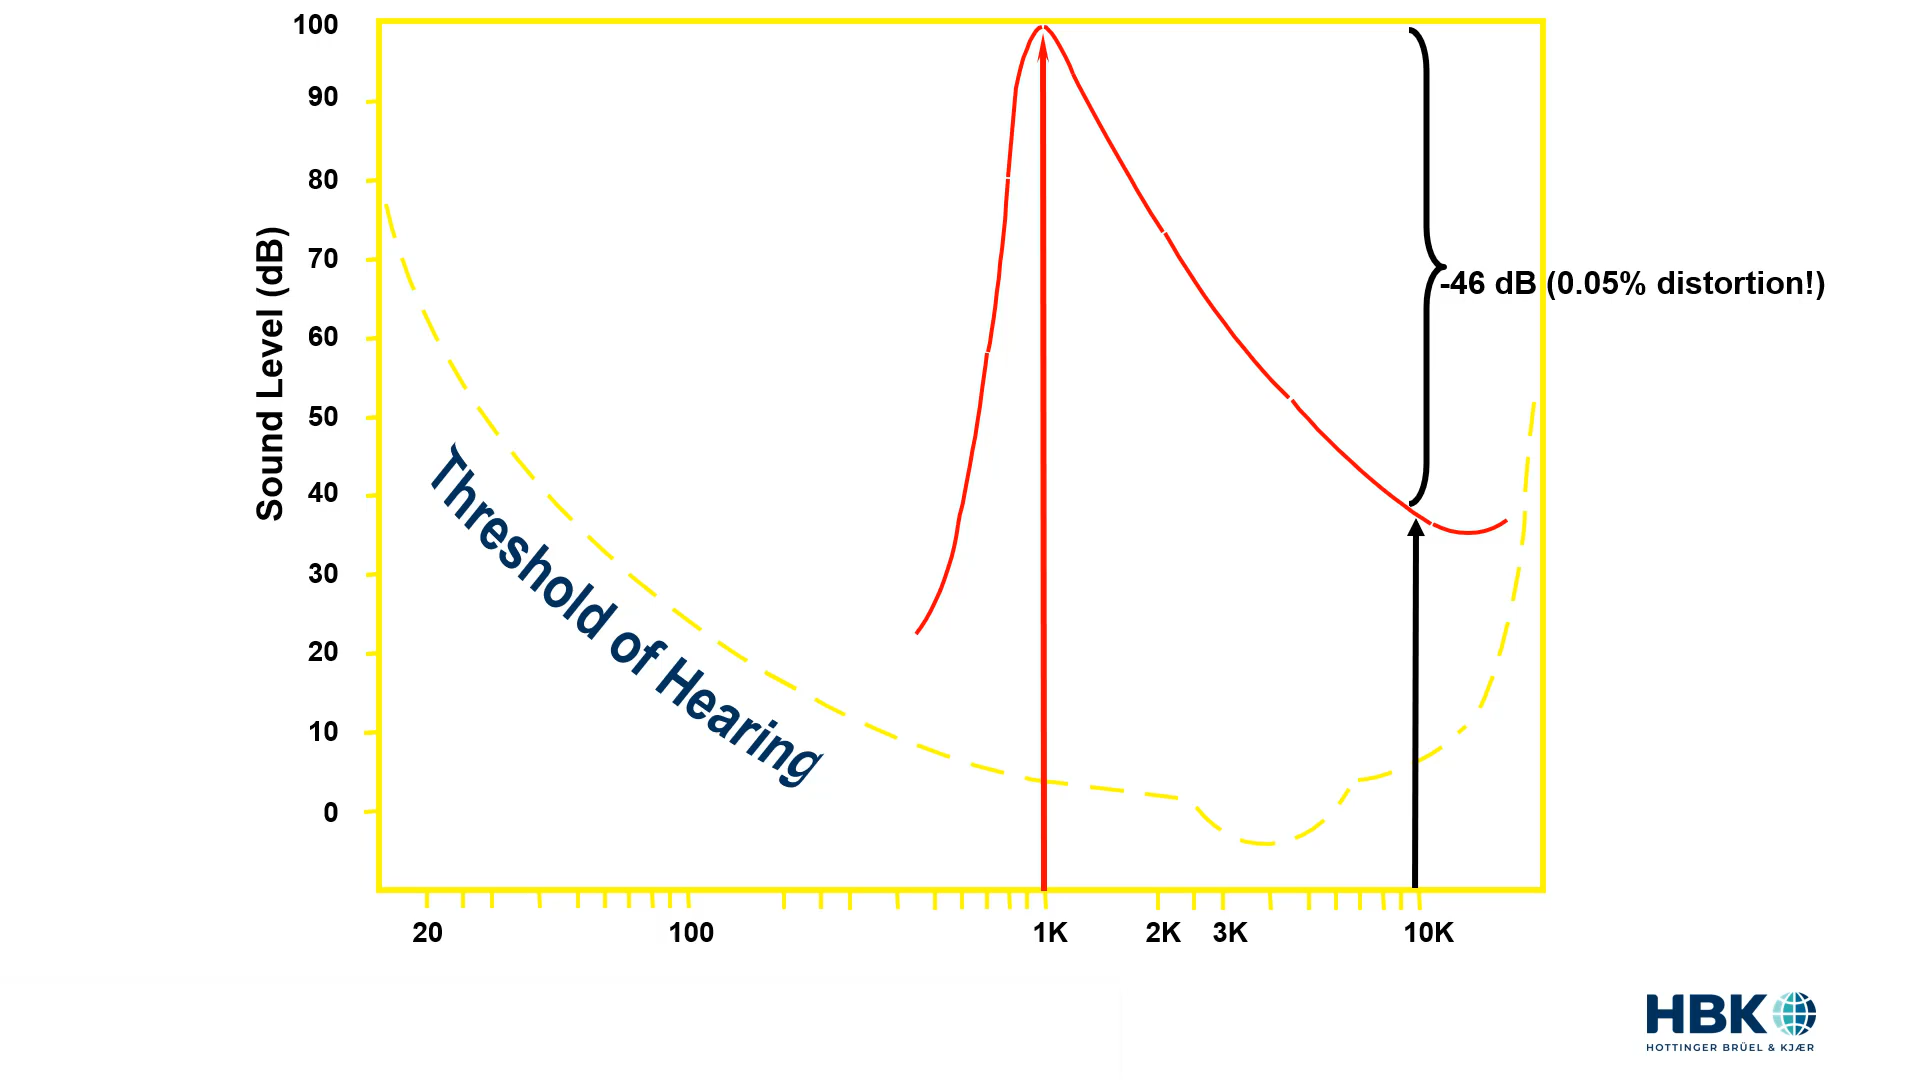 100
90
80
70
60
50
40
30
20
10
0
Sound Level (dB)
Threshold of Hearing
-46 dB (0.05% distortion!)
20 100 1K 2K 3K 10K
HBK
HOTTINGER BRÜEL & KJÆR